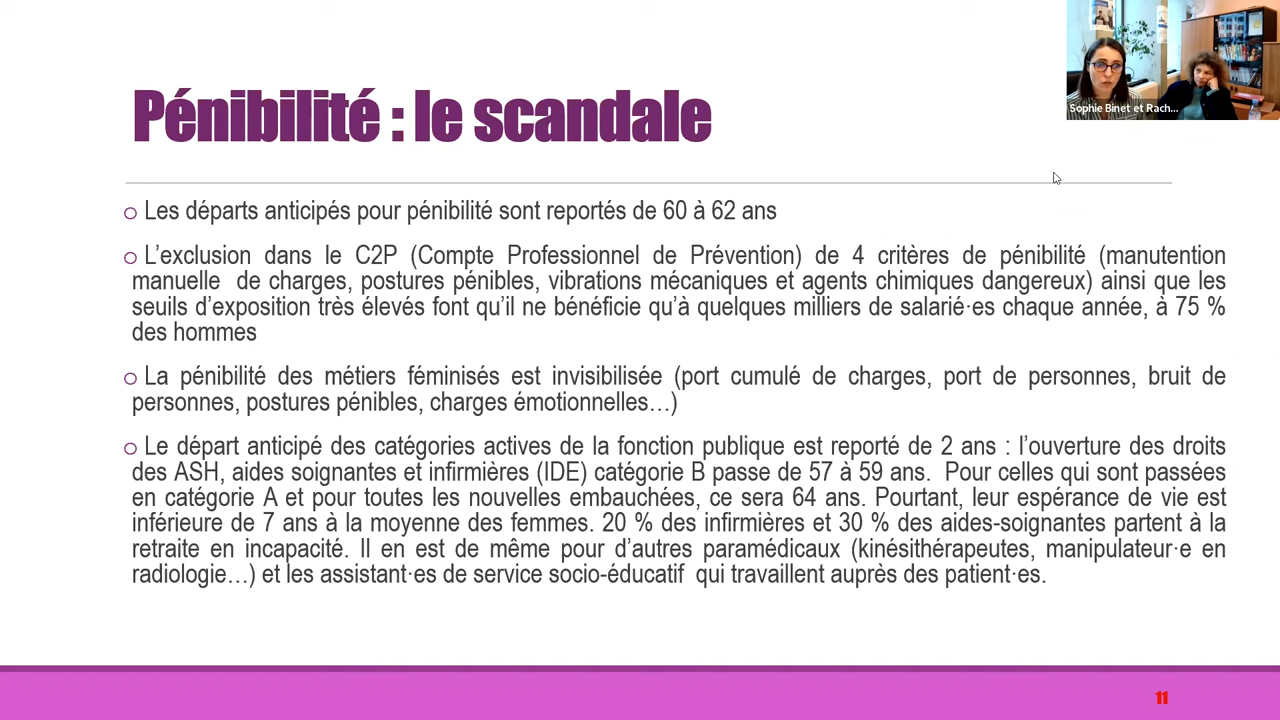 Sophie Binet et Rach...
Pénibilité : le scandale
o Les départs anticipés pour pénibilité sont reportés de 60 à 62 ans
o L’exclusion dans le C2P (Compte Professionnel de Prévention) de 4 critères de pénibilité (manutention
manuelle de charges, postures pénibles, vibrations mécaniques et agents chimiques dangereux) ainsi que les
seuils d’exposition très élevés font qu’il ne bénéficie qu’à quelques milliers de salarié·es chaque année, à 75 %
des hommes
o La pénibilité des métiers féminisés est invisibilisée (port cumulé de charges, port de personnes, bruit de
personnes, postures pénibles, charges émotionnelles…)
o Le départ anticipé des catégories actives de la fonction publique est reporté de 2 ans : l’ouverture des droits
des ASH, aides soignantes et infirmières (IDE) catégorie B passe de 57 à 59 ans. Pour celles qui sont passées
en catégorie A et pour toutes les nouvelles embauchées, ce sera 64 ans. Pourtant, leur espérance de vie est
inférieure de 7 ans à la moyenne des femmes. 20 % des infirmières et 30 % des aides-soignantes partent à la
retraite en incapacité. Il en est de même pour d’autres paramédicaux (kinésithérapeutes, manipulateur·e en
radiologie…) et les assistant·es de service socio-éducatif qui travaillent auprès des patient·es.
11